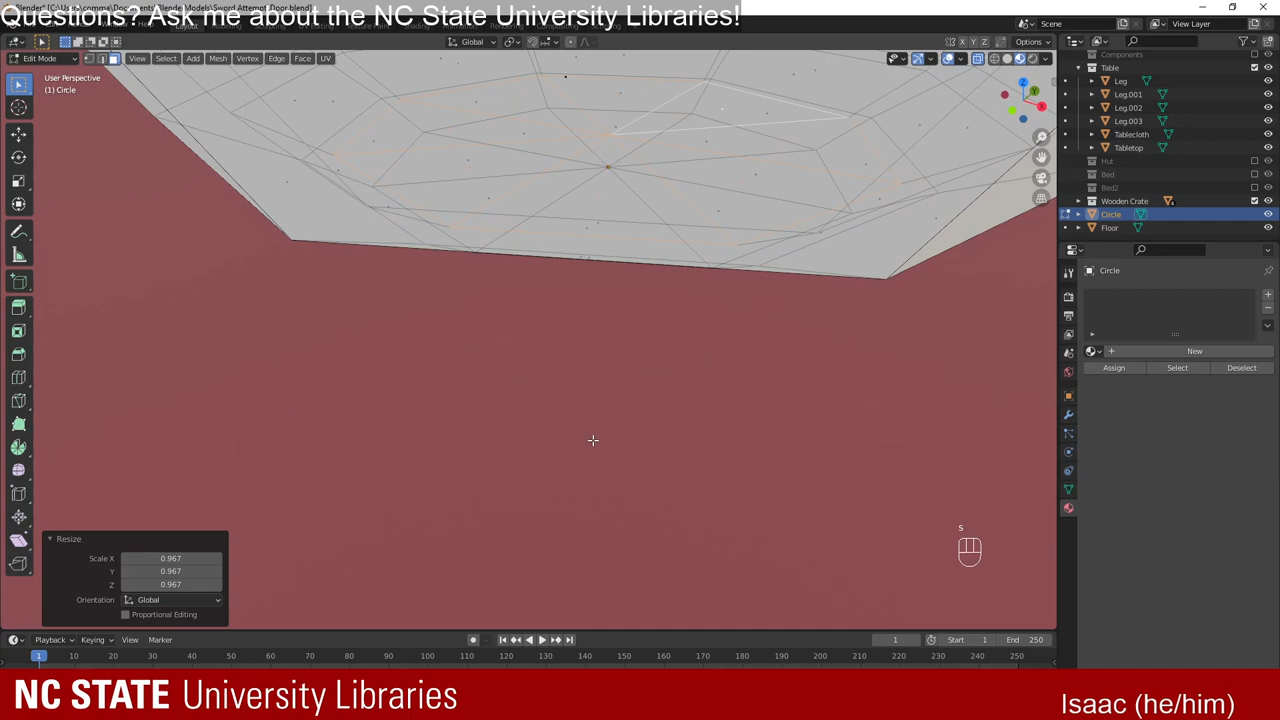 Questions? Ask me about the NC State University Libraries!
Global
Options
Scene
View Layer
Edit Mode
View
Select
Add
Mesh
Vertex
Edge
Face
UV
User Perspective
(1) Circle
Components
Table
Leg
Leg.001
Leg.002
Leg.003
Tablecloth
Tabletop
Hut
Bed
Bed2
Wooden Crate
Circle
Floor
Circle
New
Assign
Select
Deselect
S
Resize
Scale X
0.967
Y
0.967
Z
0.967
Orientation
Global
Proportional Editing
Playback
Keying
View
Marker
1
Start
1
End
250
1
10
20
30
40
50
60
70
80
90
100
110
120
130
140
150
160
170
180
190
200
210
220
230
240
250
NC STATE University Libraries
Isaac (he/him)